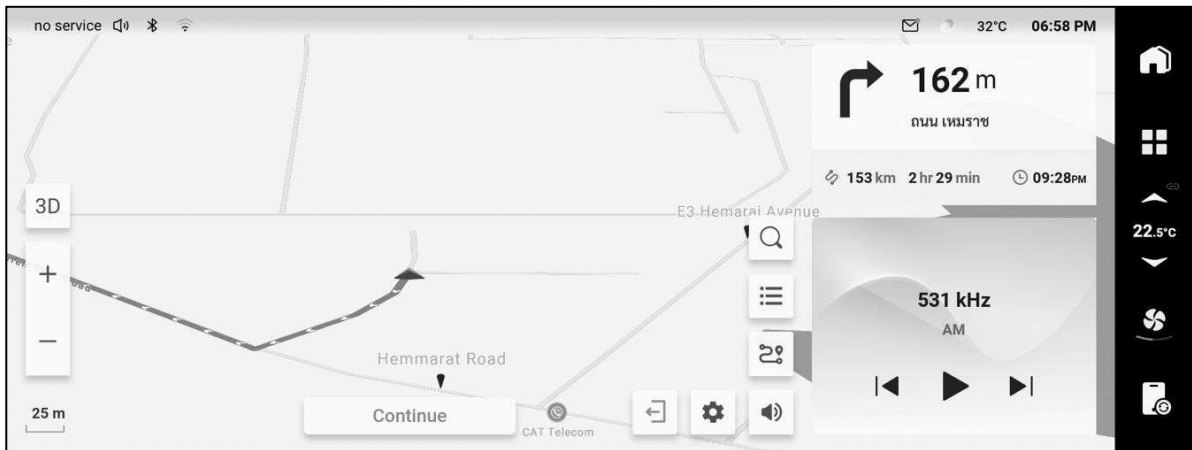 no service
32°C
06:58 PM
162 m
ถนน เหมราช
153 km 2 hr 29 min 09:28PM
3D
E3 Hemaraj Avenue
22.5°C
+
531 kHz
AM
−
Hemmarat Road
25 m
Continue
CAT Telecom